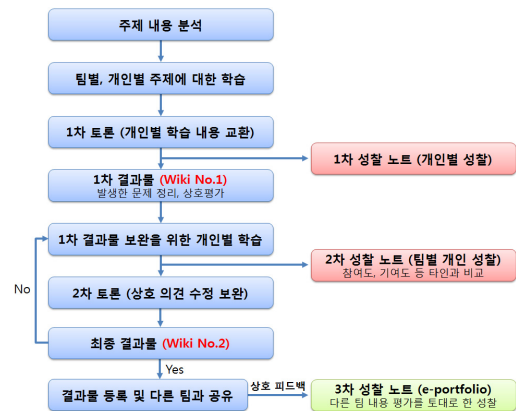 주제 내용 분석
팀별, 개인별 주제에 대한 학습
1차 토론 (개인별 학습 내용 교환)
1차 성찰 노트 (개인별 성찰)
1차 결과물 (Wiki No.1)
발생한 문제 정리, 상호평가
1차 결과물 보완을 위한 개인별 학습
2차 성찰 노트 (팀별 개인 성찰)
참여도, 기여도 등 타인과 비교
No
2차 토론 (상호 의견 수정 보완)
최종 결과물 (Wiki No.2)
Yes
상호 피드백
결과물 등록 및 다른 팀과 공유
3차 성찰 노트 (e-portfolio)
다른 팀 내용 평가를 토대로 한 성찰